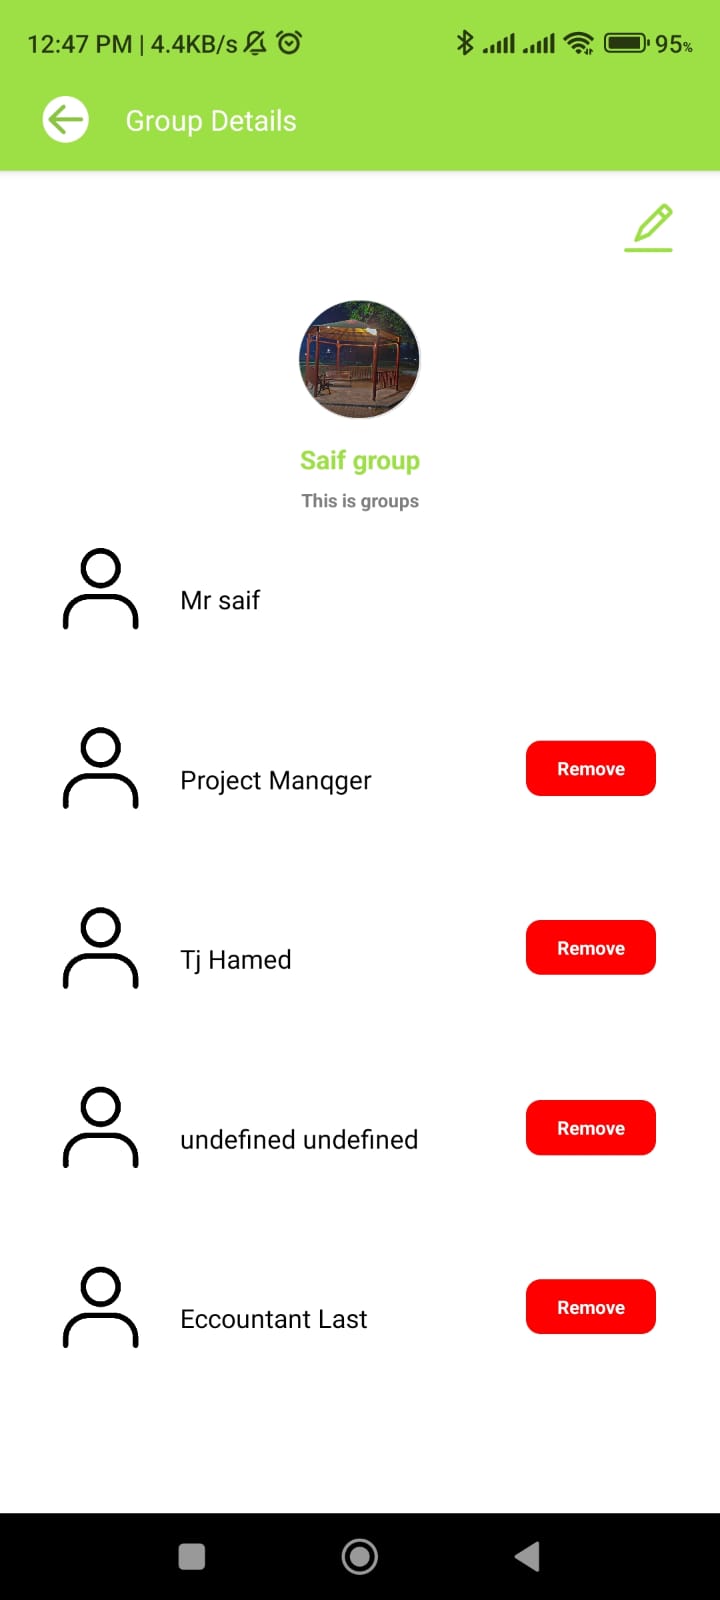 12:47 PM | 4.4KB/s 95%
Group Details
Saif group
This is groups
Mr saif
Project Manqger Remove
Tj Hamed Remove
undefined undefined Remove
Eccountant Last Remove